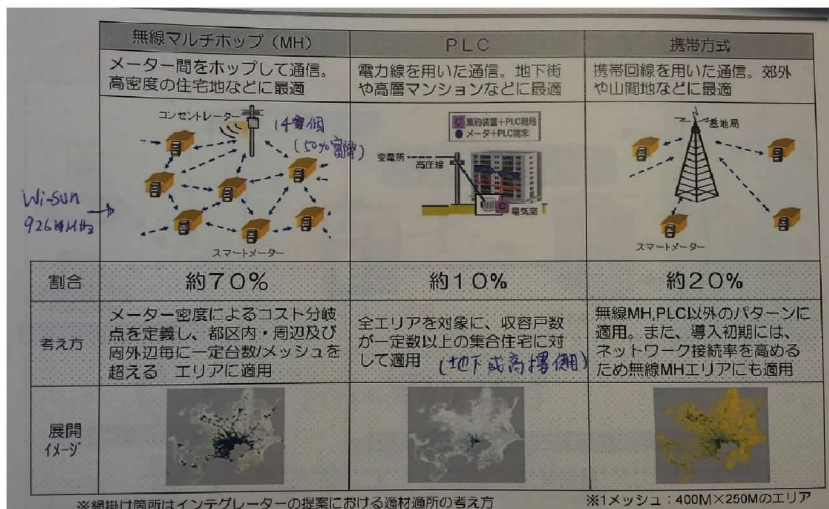 無線マルチホップ（MH）
PLC
携帯方式
メーター間をホップして通信。
高密度の住宅地などに最適
電力線を用いた通信。地下街
や高層マンションなどに最適
携帯回線を用いた通信。郊外
や山間地などに最適
コンセントレーター
スマートメーター
Wi-Sun
集約装置+PLC親局
メータ+PLC端末
変電所
高圧線
電気室
基地局
スマートメーター
割合
約70%
約10%
約20%
考え方
メーター密度によるコスト分岐
点を定義し、都区内・周辺及び
周外辺毎に一定台数/メッシュを
超える エリアに適用
全エリアを対象に、収容戸数
が一定数以上の集合住宅に対
して適用
無線MH,PLC以外のパターンに
適用。また、導入初期には、
ネットワーク接続率を高める
ため無線MHエリアにも適用
展開
イメージ
※網掛け箇所はインテグレーターの提案における適材適所の考え方
※1メッシュ：400M×250Mのエリア